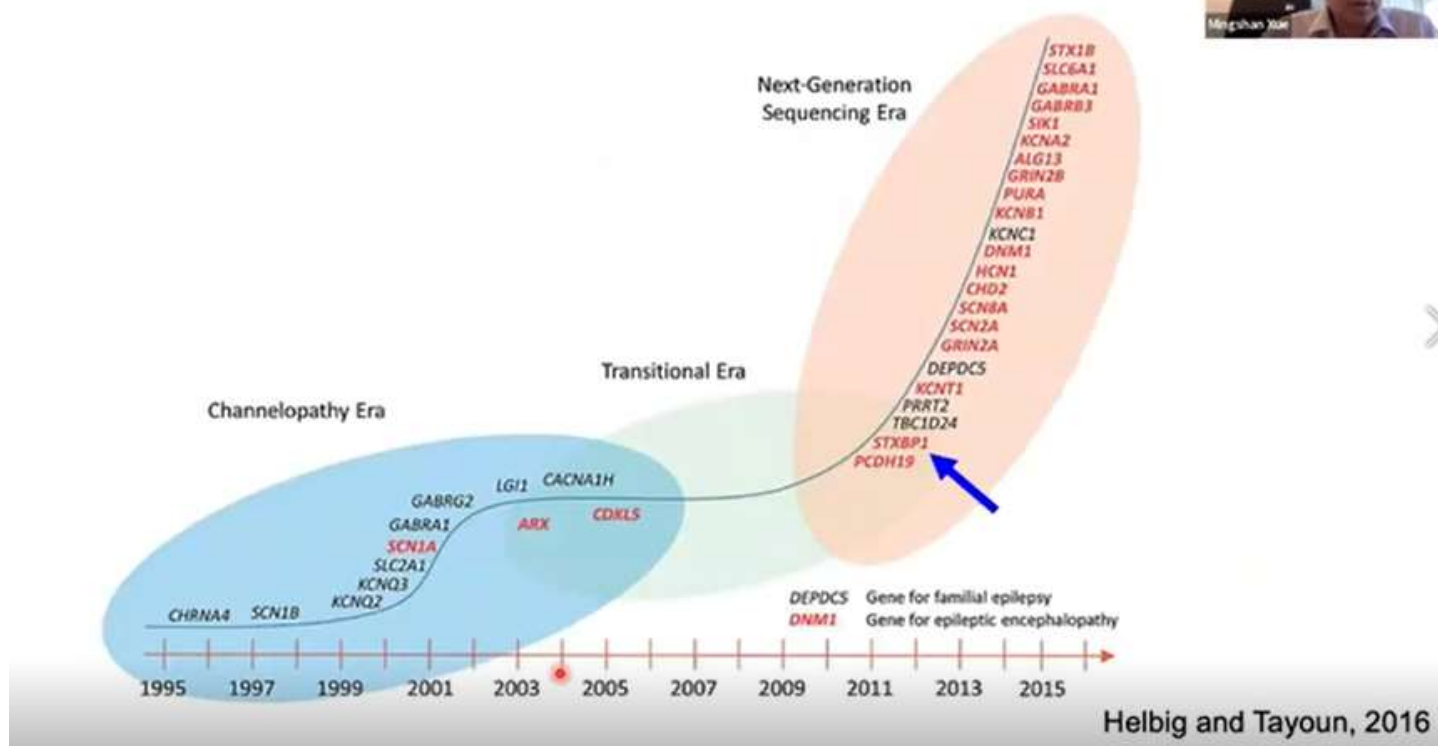 Mingshan Xue
Next-Generation
Sequencing Era
STX1B
SLC6A1
GABRA1
GABRB3
SIK1
KCNA2
ALG13
GRIN2B
PURA
KCNB1
KCNC1
DNM1
HCN1
CHD2
SCN8A
SCN2A
GRIN2A
DEPDC5
KCNT1
PRRT2
TBC1D24
STXBP1
PCDH19
Transitional Era
Channelopathy Era
LGI1 CACNA1H
GABRG2
GABRA1
ARX CDKL5
SCN1A
SLC2A1
KCNQ3
KCNQ2
CHRNA4 SCN1B
DEPDC5 Gene for familial epilepsy
DNM1 Gene for epileptic encephalopathy
1995 1997 1999 2001 2003 2005 2007 2009 2011 2013 2015
Helbig and Tayoun, 2016